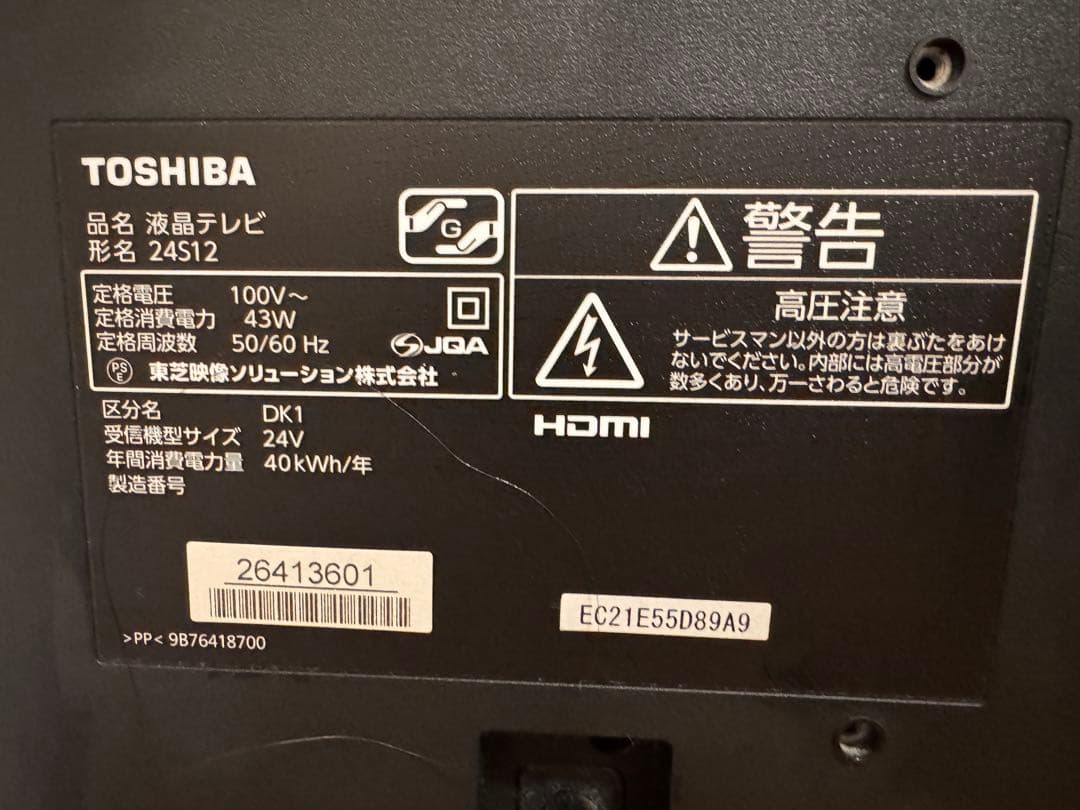 TOSHIBA
品名 液晶テレビ
形名 24S12
G
定格電圧 100V～
定格消費電力 43W
定格周波数 50/60 Hz
JQA
PS
E
東芝映像ソリューション株式会社
警告
高圧注意
サービスマン以外の方は裏ぶたをあけ
ないでください。内部には高電圧部分が
数多くあり、万一さわると危険です。
HDMI
区分名 DK1
受信機型サイズ 24V
年間消費電力量 40kWh/年
製造番号
26413601
EC21E55D89A9
>PP< 9B76418700